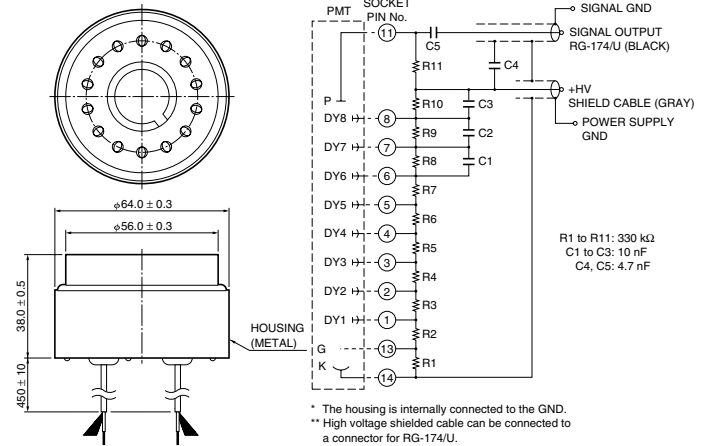 φ64.0 ± 0.3
φ56.0 ± 0.3
38.0 ± 0.5
450 ± 10
HOUSING
(METAL)
PMT
SOCKET
PIN No.
11
C5
SIGNAL GND
SIGNAL OUTPUT
RG-174/U (BLACK)
R11
C4
+HV
SHIELD CABLE (GRAY)
POWER SUPPLY
GND
P
R10
C3
DY8
8
R9
C2
DY7
7
R8
C1
DY6
6
R7
DY5
5
R6
DY4
4
R5
DY3
3
R4
DY2
2
R3
DY1
1
R2
G
13
R1
K
14
R1 to R11: 330 kΩ
C1 to C3: 10 nF
C4, C5: 4.7 nF
* The housing is internally connected to the GND.
** High voltage shielded cable can be connected to
a connector for RG-174/U.